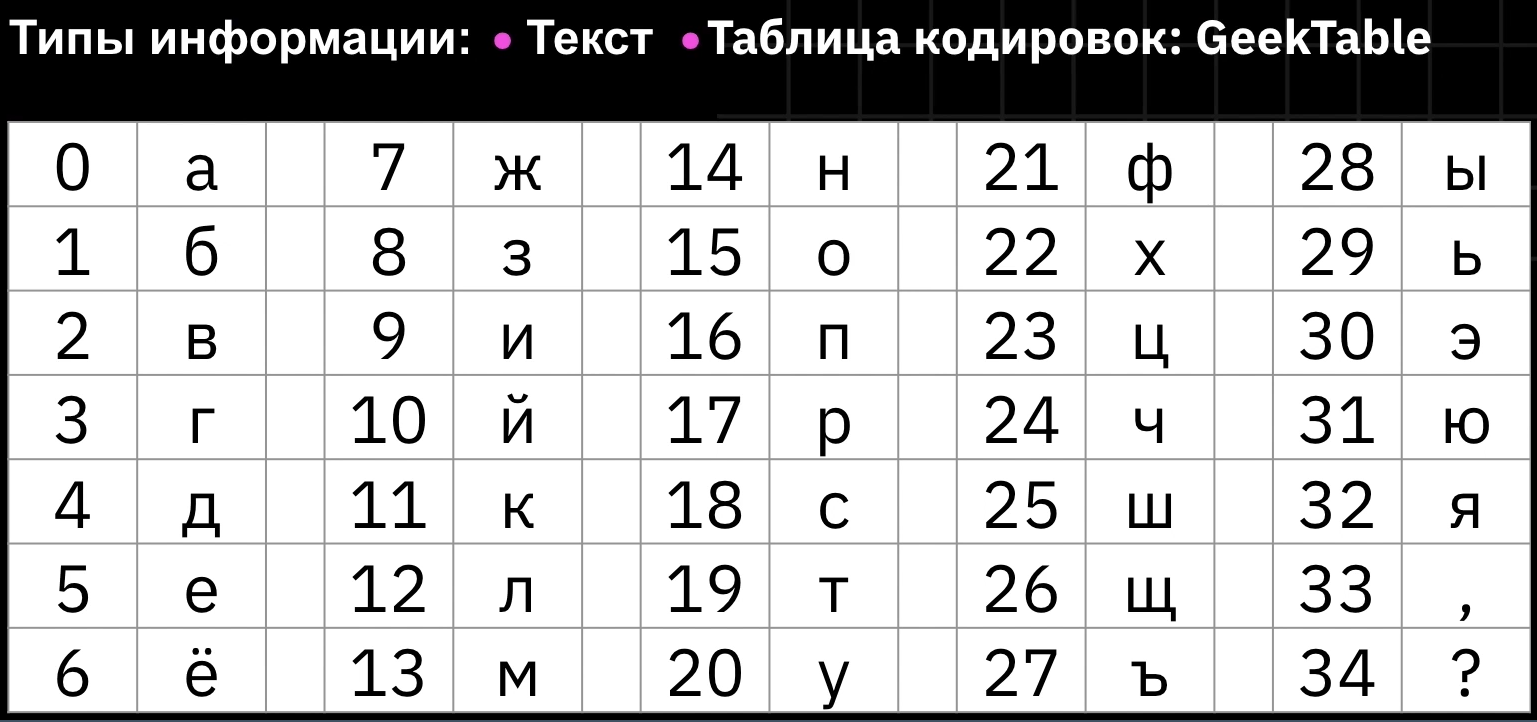 Типы информации: • Текст • Таблица кодировок: GeekTable
0 а 7 ж 14 н 21 ф 28 ы
1 б 8 з 15 о 22 х 29 ь
2 в 9 и 16 п 23 ц 30 э
3 г 10 й 17 р 24 ч 31 ю
4 д 11 к 18 с 25 ш 32 я
5 е 12 л 19 т 26 щ 33 ,
6 ё 13 м 20 у 27 ъ 34 ?